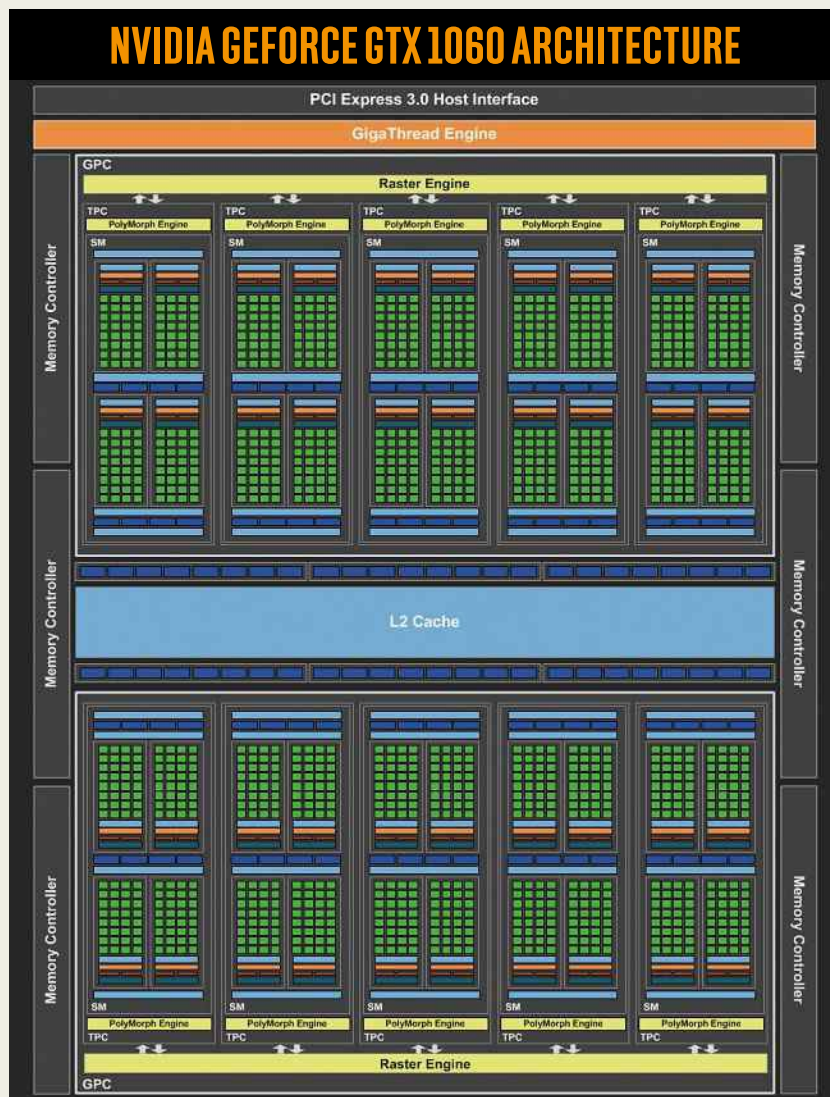 NVIDIA GEFORCE GTX 1060 ARCHITECTURE
PCI Express 3.0 Host Interface
GigaThread Engine
GPC
Raster Engine
TPC TPC TPC TPC TPC
PolyMorph Engine PolyMorph Engine PolyMorph Engine PolyMorph Engine PolyMorph Engine
SM SM SM SM SM
Memory Controller
Memory Controller
Memory Controller
Memory Controller
L2 Cache
Memory Controller
Memory Controller
SM SM SM SM SM
PolyMorph Engine PolyMorph Engine PolyMorph Engine PolyMorph Engine PolyMorph Engine
TPC TPC TPC TPC TPC
Raster Engine
GPC